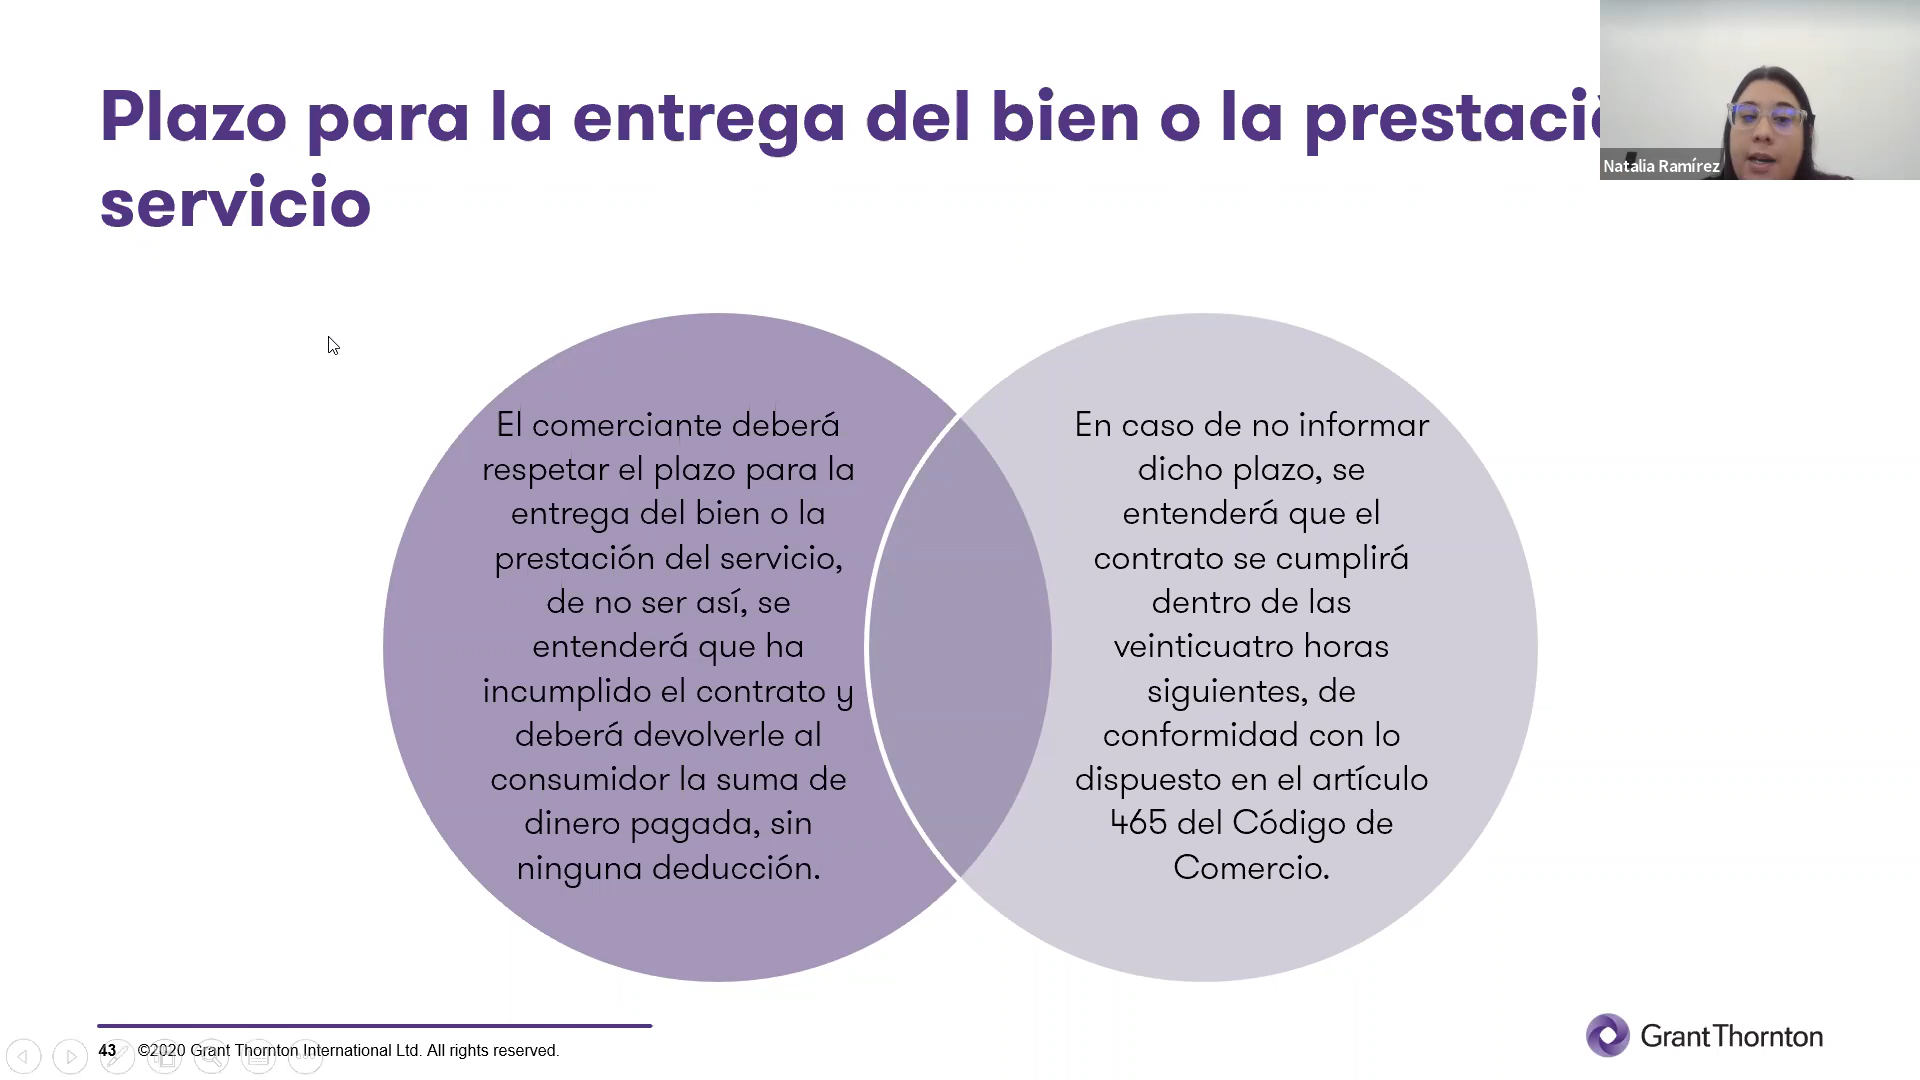 Plazo para la entrega del bien o la
servicio
Natalia Ramírez
El comerciante deberá
respetar el plazo para la
entrega del bien o la
prestación del servicio,
de no ser así, se
entenderá que ha
incumplido el contrato y
deberá devolverle al
consumidor la suma de
dinero pagada, sin
ninguna deducción.
En caso de no informar
dicho plazo, se
entenderá que el
contrato se cumplirá
dentro de las
veinticuatro horas
siguientes, de
conformidad con lo
dispuesto en el artículo
465 del Código de
Comercio.
43 ©2020 Grant Thornton International Ltd. All rights reserved.
Grant Thornton